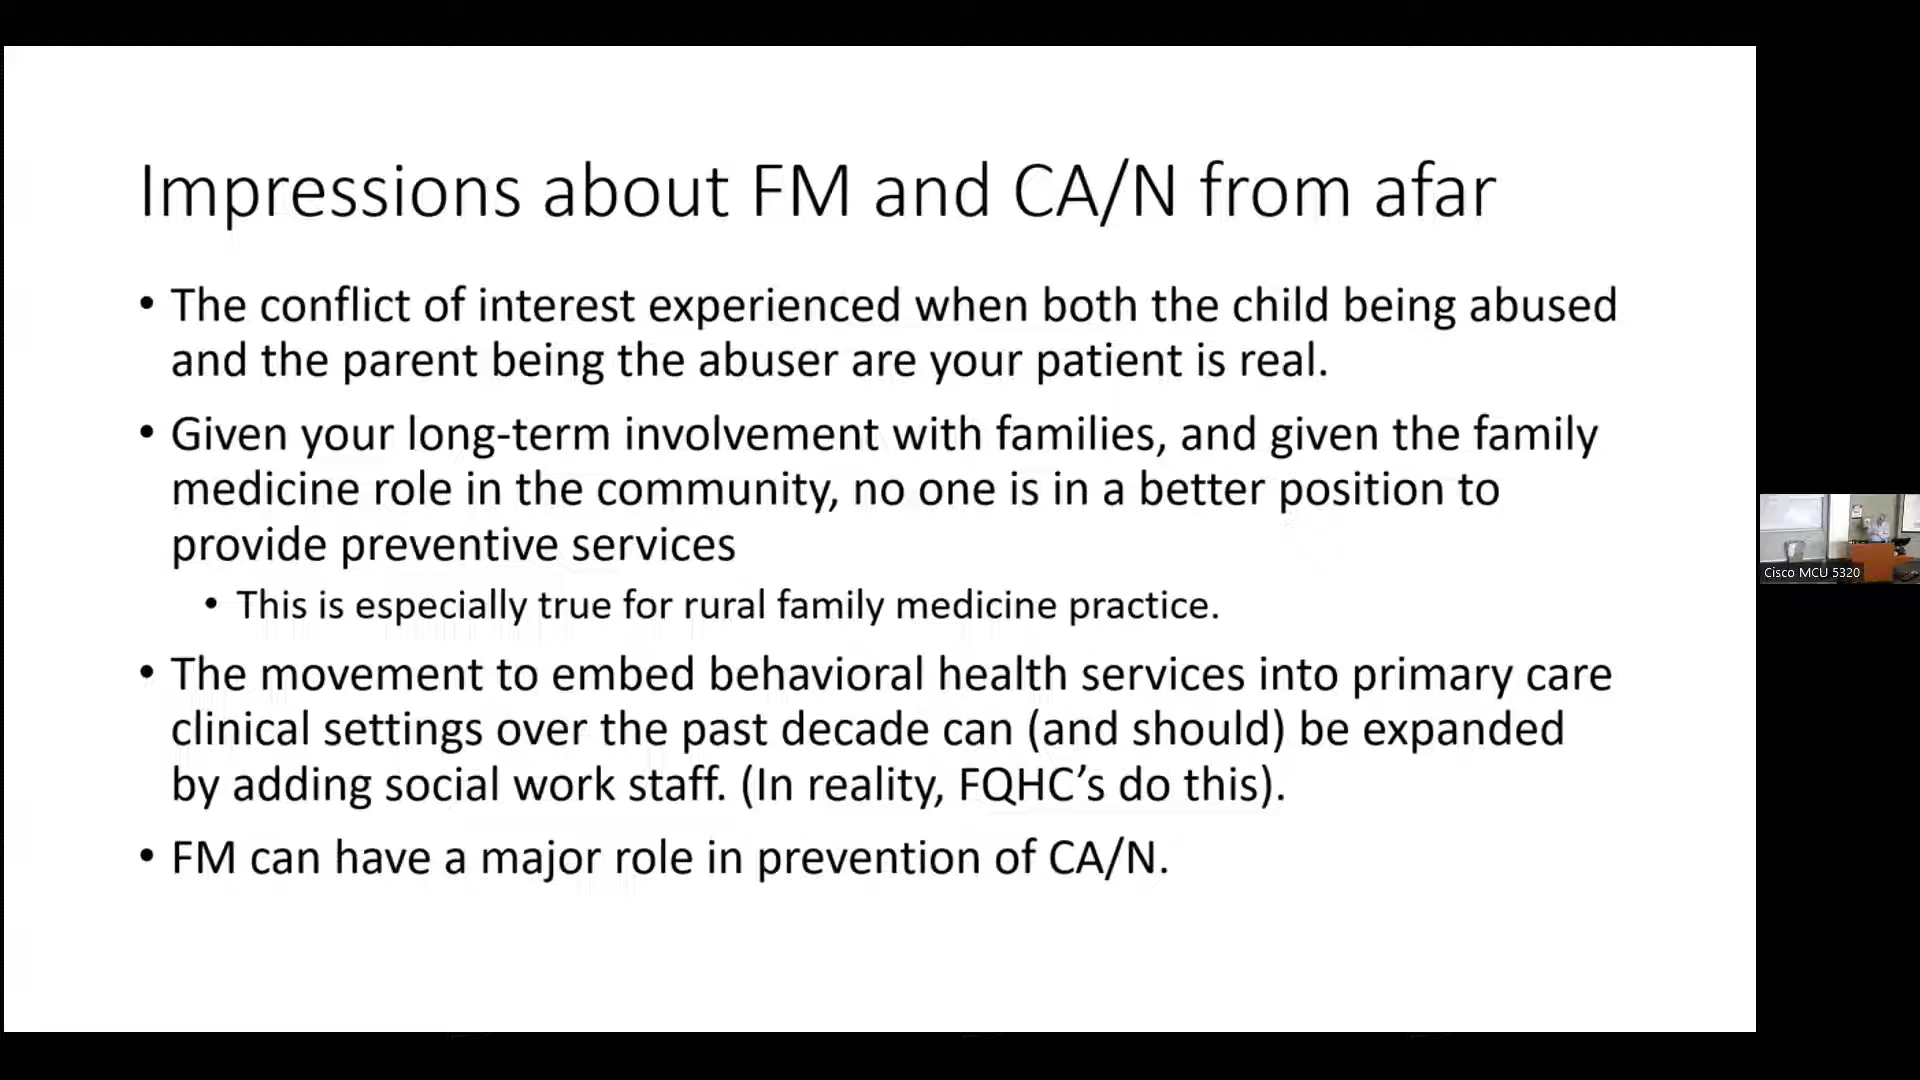 Impressions about FM and CA/N from afar
• The conflict of interest experienced when both the child being abused
and the parent being the abuser are your patient is real.
• Given your long-term involvement with families, and given the family
medicine role in the community, no one is in a better position to
provide preventive services
• This is especially true for rural family medicine practice.
• The movement to embed behavioral health services into primary care
clinical settings over the past decade can (and should) be expanded
by adding social work staff. (In reality, FQHC’s do this).
• FM can have a major role in prevention of CA/N.
Cisco MCU 5320